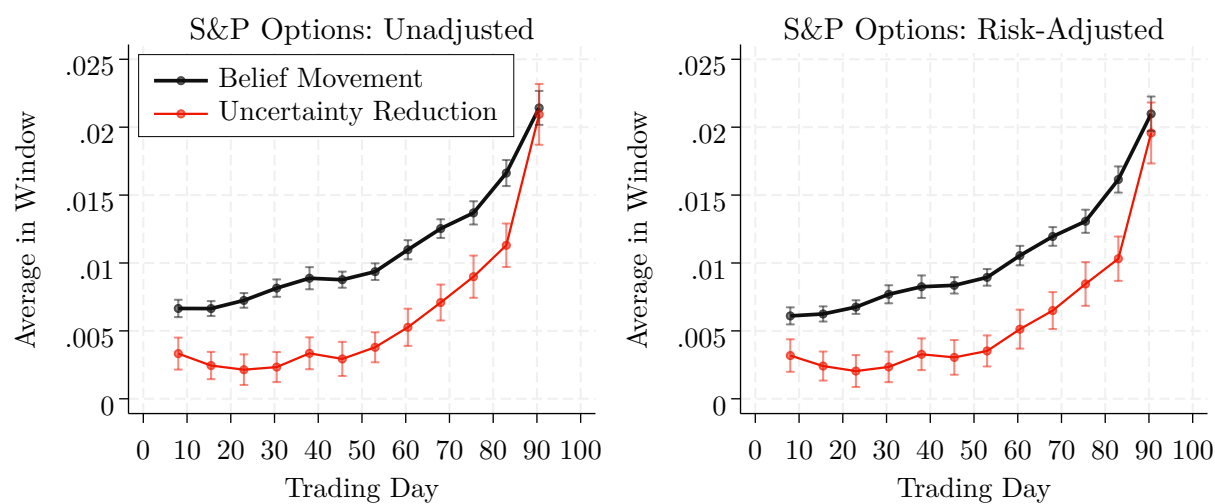 S&P Options: Unadjusted
Average in Window
.025
.02
.015
.01
.005
0
Belief Movement
Uncertainty Reduction
0 10 20 30 40 50 60 70 80 90 100
Trading Day
S&P Options: Risk-Adjusted
Average in Window
.025
.02
.015
.01
.005
0
0 10 20 30 40 50 60 70 80 90 100
Trading Day